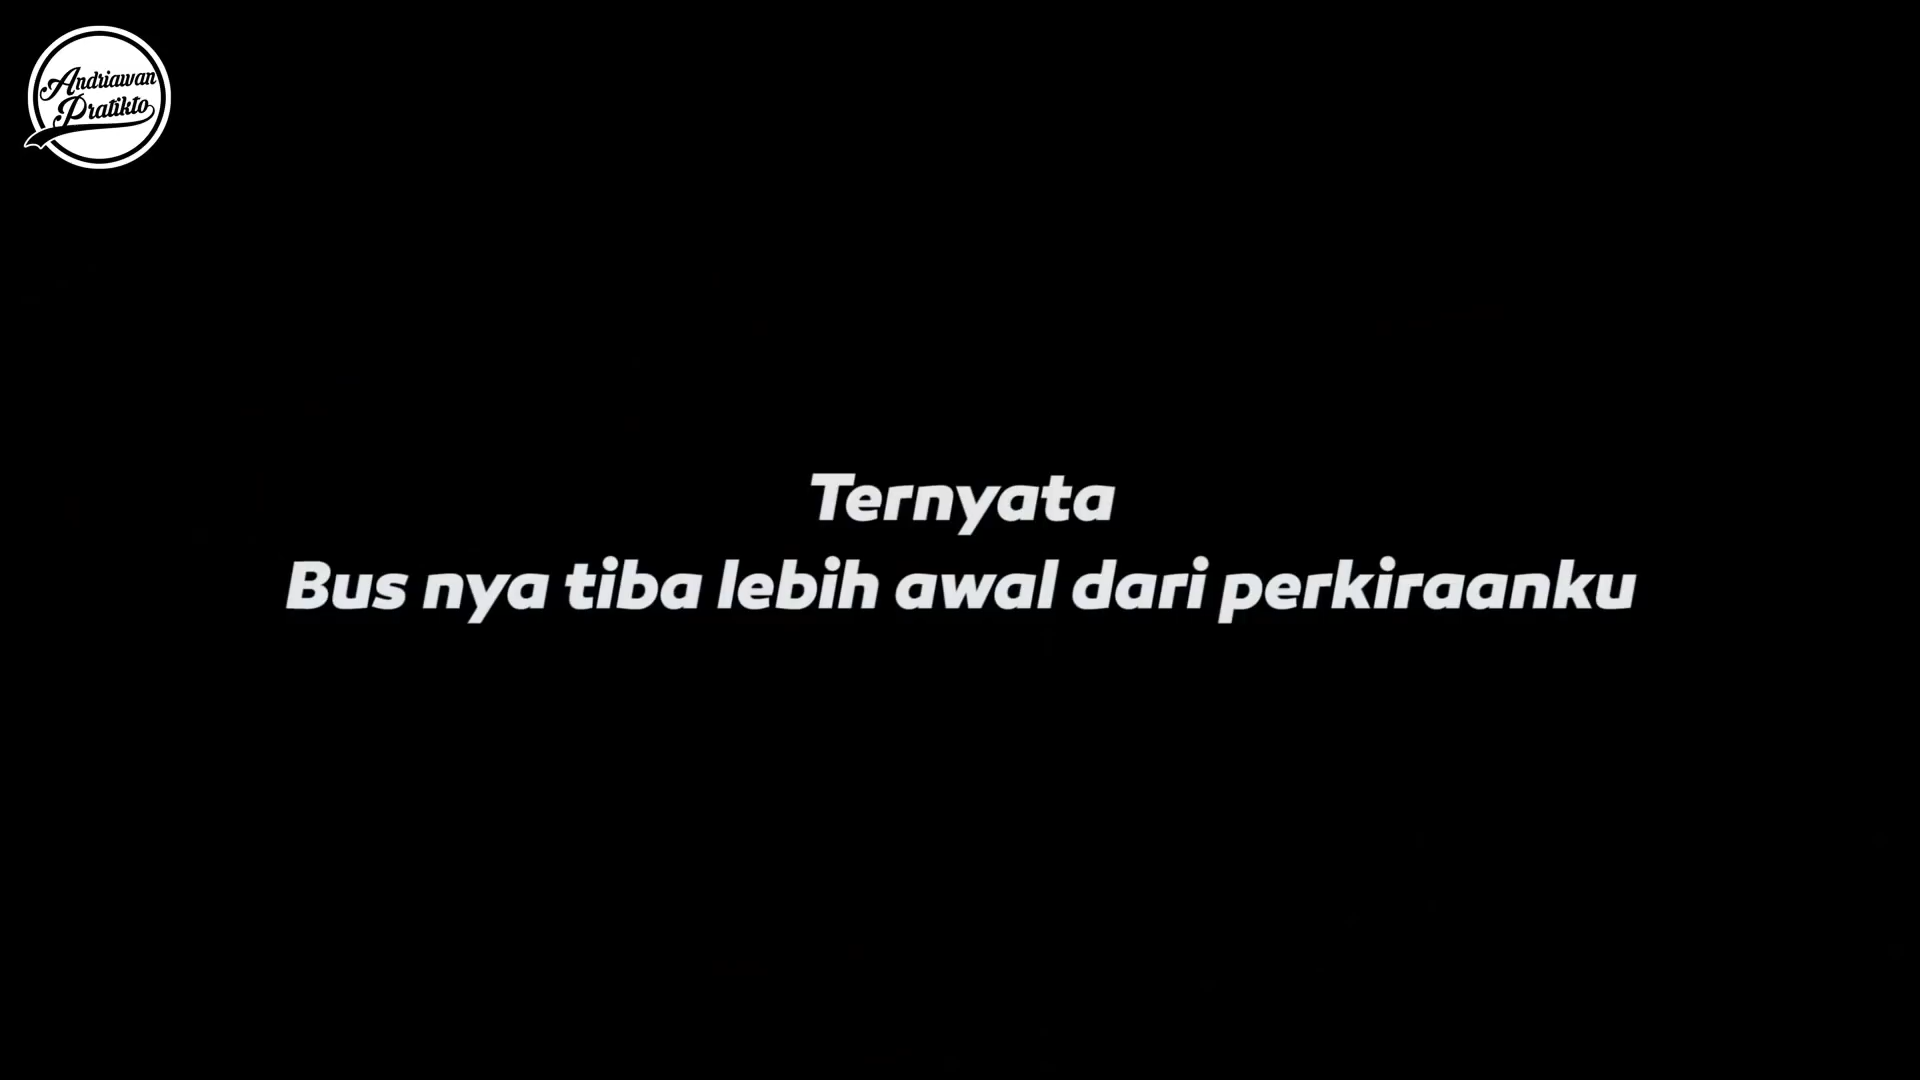 Andriawan
Pratikto
Ternyata
Bus nya tiba lebih awal dari perkiraanku